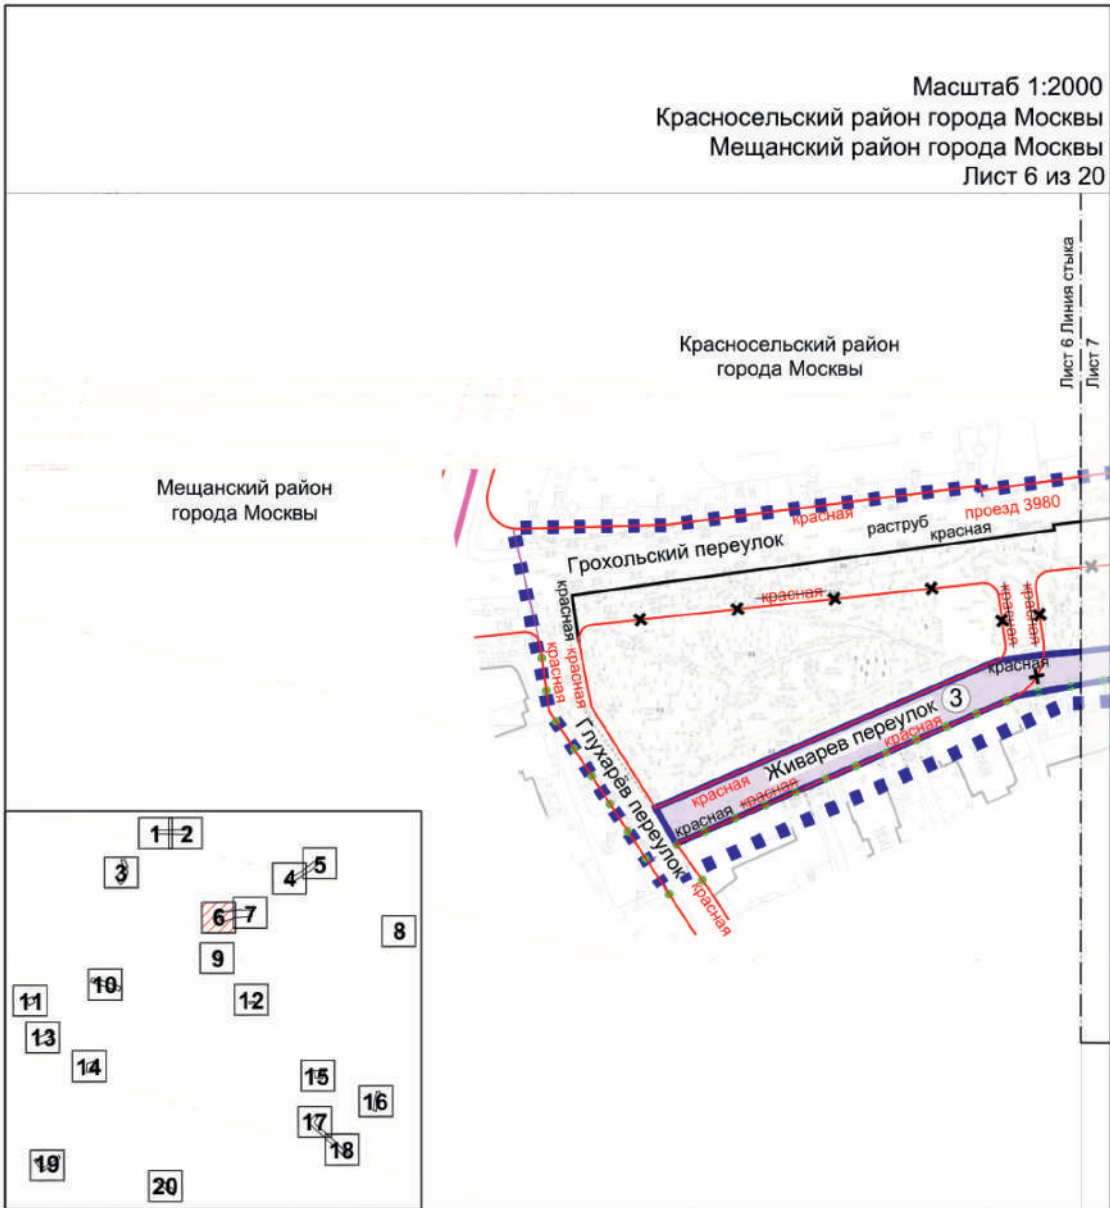 Масштаб 1:2000
Красносельский район города Москвы
Мещанский район города Москвы
Лист 6 из 20
Лист 6 Линия стыка
Лист 7
Красносельский район
города Москвы
Мещанский район
города Москвы
красная
проезд 3980
раструб
красная
Грохольский переулок
красная
красная
красная
красная
красная
красная
красная
Глухарёв переулок
Живарев переулок
3
красная
красная
красная
красная
красная
1
2
3
4
5
6
7
8
9
10
11
12
13
14
15
16
17
18
19
20